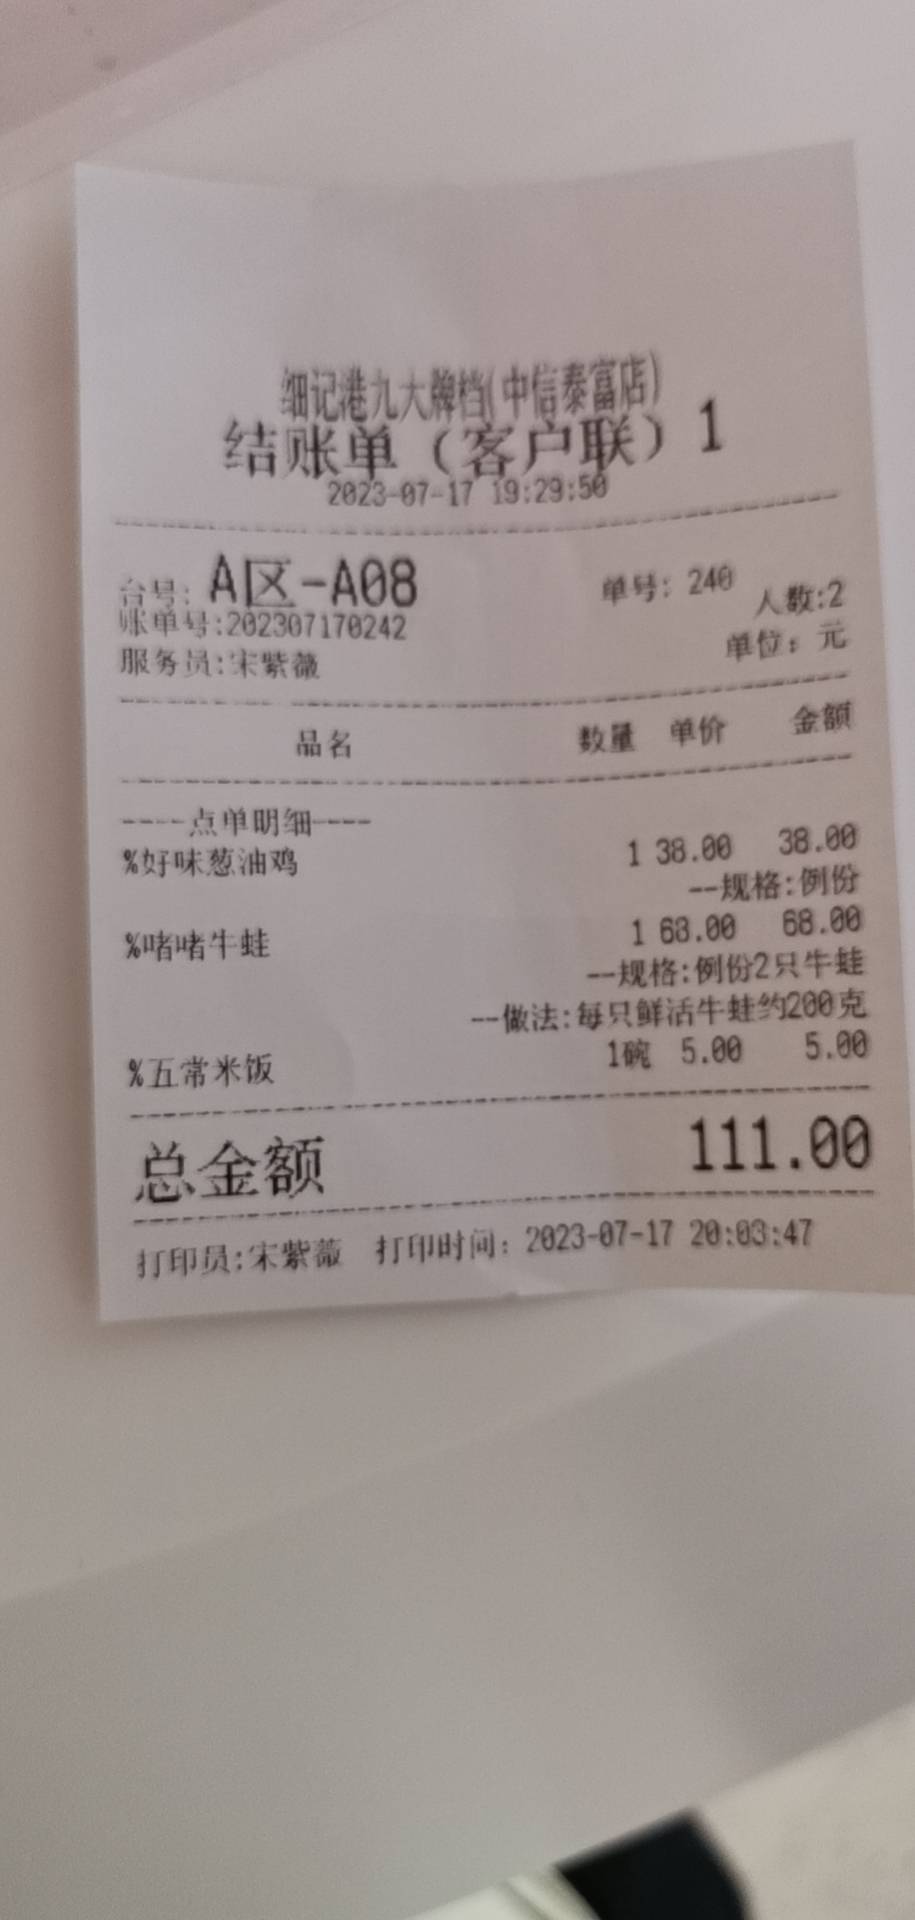 细记港九大牌档(中信泰富店)
结账单（客户联）1
2023-07-17 19:29:50
台号: A区-A08 单号: 240
人数:2
账单号:202307170242
单位: 元
服务员:宋紫薇
品名 数量 单价 金额
----点单明细----
%好味葱油鸡 1 38.00 38.00
--规格:例份
%啫啫牛蛙 1 68.00 68.00
--规格:例份2只牛蛙
--做法:每只鲜活牛蛙约200克
%五常米饭 1碗 5.00 5.00
总金额 111.00
打印员:宋紫薇 打印时间: 2023-07-17 20:03:47